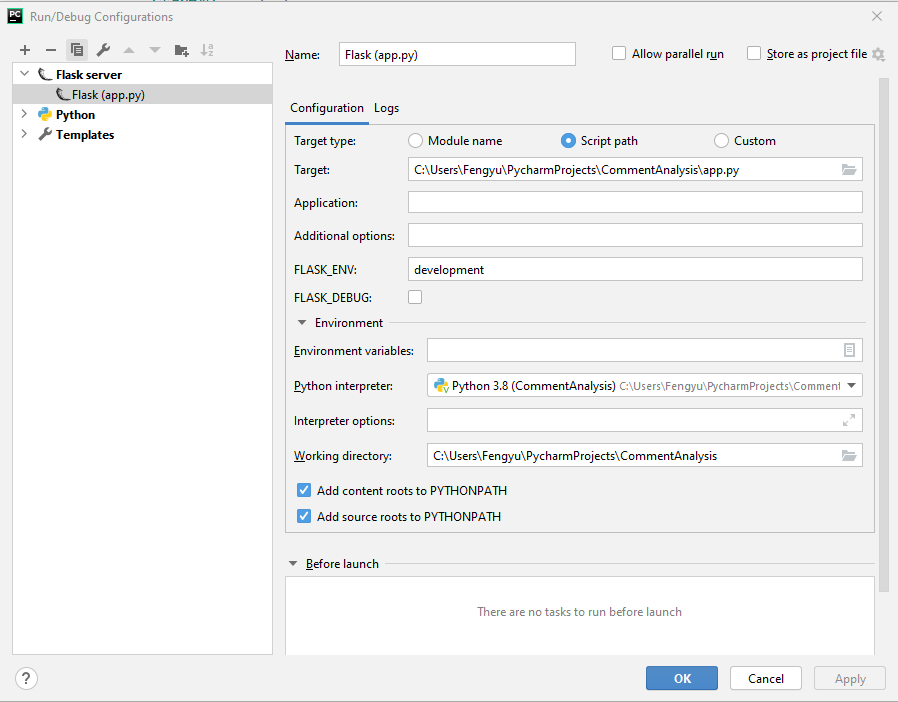 PC Run/Debug Configurations
Name: Flask (app.py) Allow parallel run Store as project file
Flask server
Flask (app.py)
Python
Templates
Configuration Logs
Target type: Module name Script path Custom
Target: C:\Users\Fengyu\PycharmProjects\CommentAnalysis\app.py
Application:
Additional options:
FLASK_ENV: development
FLASK_DEBUG:
Environment
Environment variables:
Python interpreter: Python 3.8 (CommentAnalysis) C:\Users\Fengyu\PycharmProjects\Comment
Interpreter options:
Working directory: C:\Users\Fengyu\PycharmProjects\CommentAnalysis
Add content roots to PYTHONPATH
Add source roots to PYTHONPATH
Before launch
There are no tasks to run before launch
? OK Cancel Apply